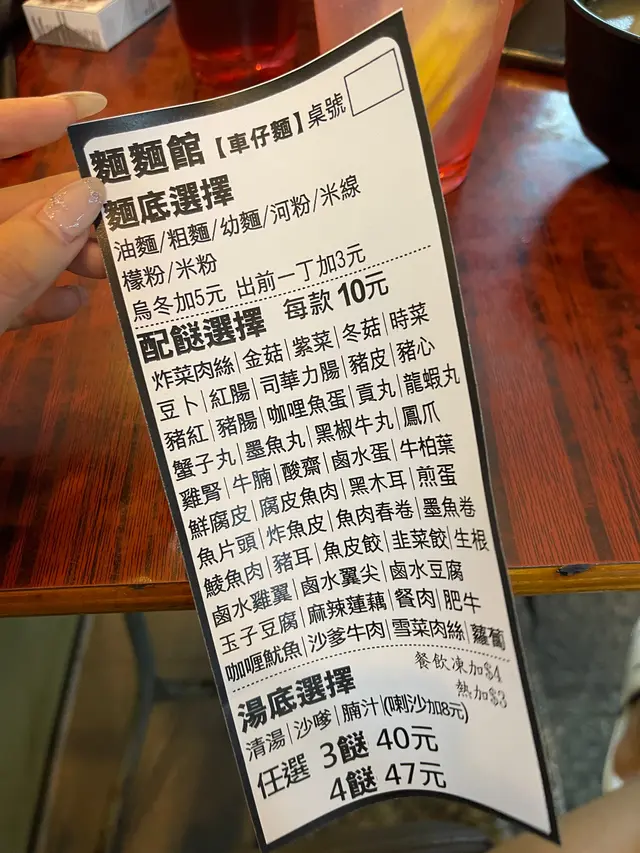 麵麵館【車仔麵】桌號
麵底選擇
油麵/粗麵/幼麵/河粉/米線
檬粉/米粉
烏冬加5元 出前一丁加3元
配餸選擇 每款10元
炸菜肉絲|金菇|紫菜|冬菇|時菜
豆卜|紅腸|司華力腸|豬皮|豬心
豬紅|豬腸|咖哩魚蛋|貢丸|龍蝦丸
蟹子丸|墨魚丸|黑椒牛丸|鳳爪
雞腎|牛腩|酸齋|鹵水蛋|牛柏葉
鮮腐皮|腐皮魚肉|黑木耳|煎蛋
魚片頭|炸魚皮|魚肉春卷|墨魚卷
鯪魚肉|豬耳|魚皮餃|韭菜餃|生根
鹵水雞翼|鹵水翼尖|鹵水豆腐
玉子豆腐|麻辣蓮藕|餐肉|肥牛
咖哩魷魚|沙爹牛肉|雪菜肉絲|蘿蔔
餐飲凍加$4
熱加$3
湯底選擇
清湯|沙嗲|腩汁|(喇沙加8元)
任選 3餸 40元
4餸 47元